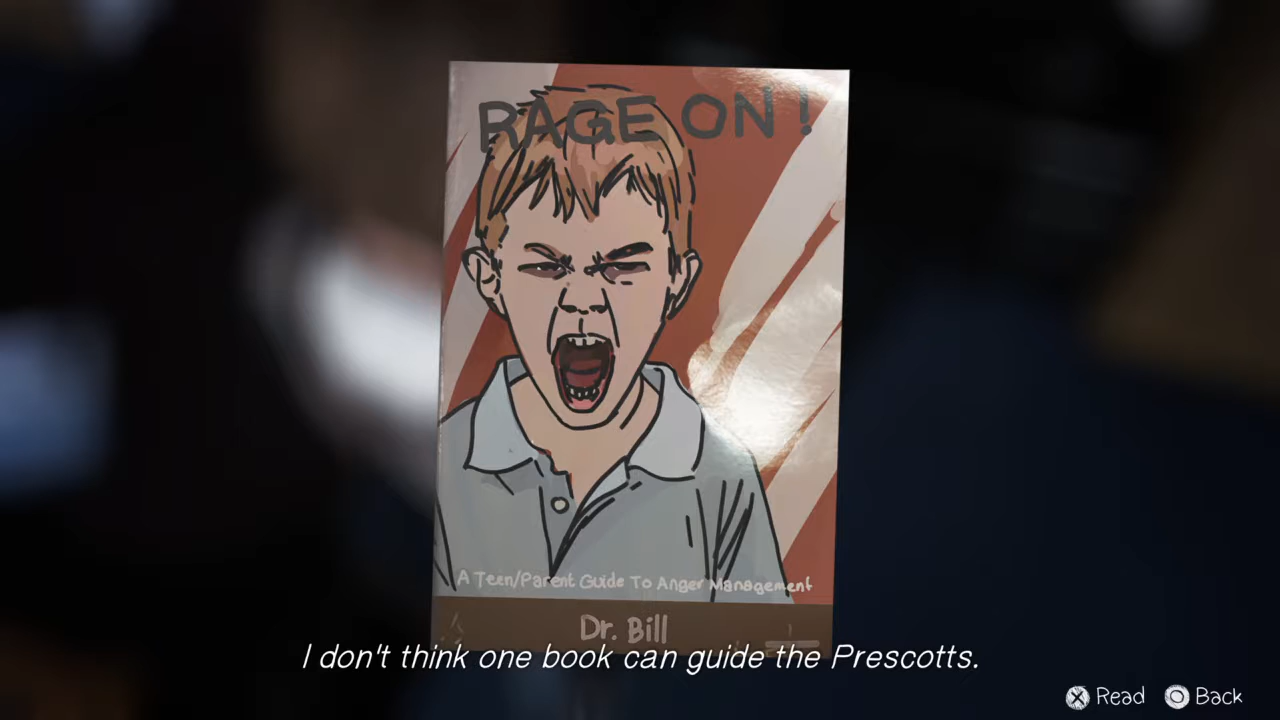 RAGE ON!
A Teen/Parent Guide To Anger Management
Dr. Bill
I don't think one book can guide the Prescotts.
Read Back